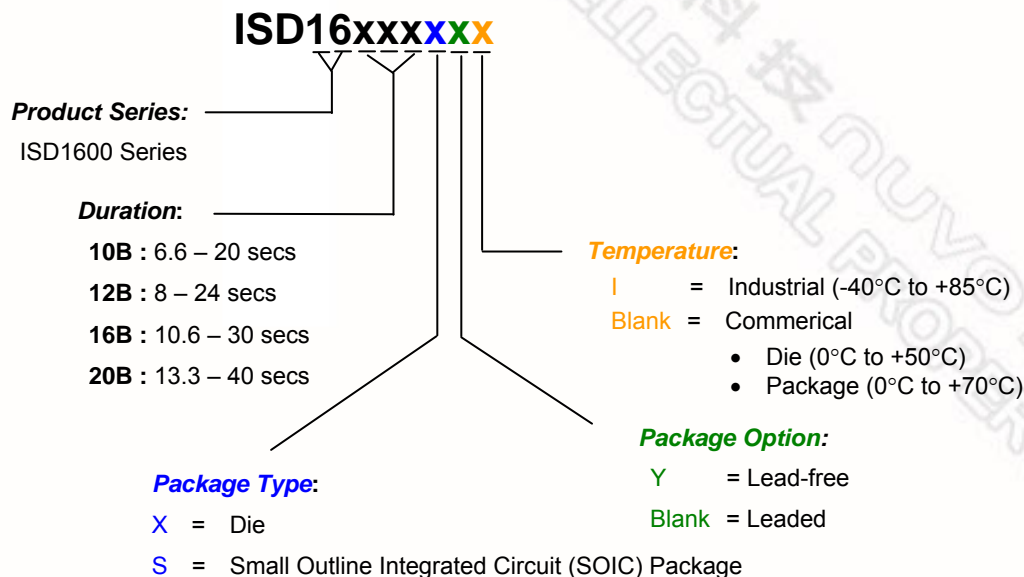 ISD16xxxxxx
Product Series:
ISD1600 Series
Duration:
10B : 6.6 – 20 secs
12B : 8 – 24 secs
16B : 10.6 – 30 secs
20B : 13.3 – 40 secs
Temperature:
I = Industrial (-40°C to +85°C)
Blank = Commerical
• Die (0°C to +50°C)
• Package (0°C to +70°C)
Package Option:
Y = Lead-free
Blank = Leaded
Package Type:
X = Die
S = Small Outline Integrated Circuit (SOIC) Package